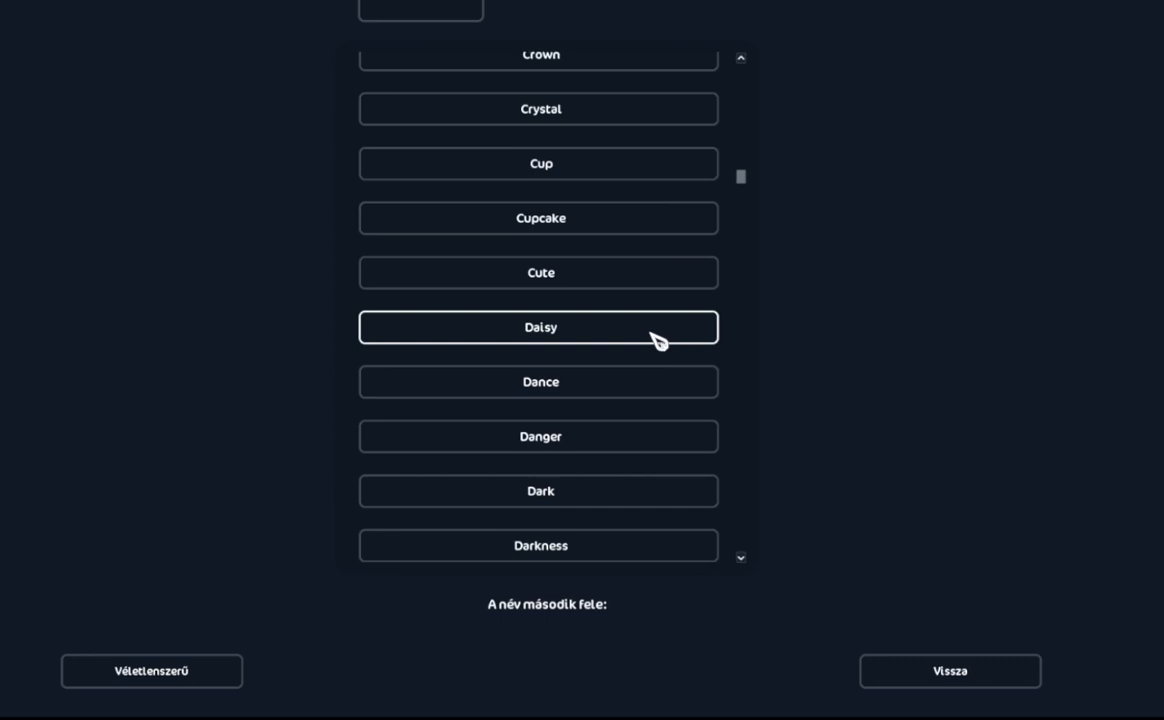 Crown
Crystal
Cup
Cupcake
Cute
Daisy
Dance
Danger
Dark
Darkness
A név második fele:
Véletlenszerű
Vissza